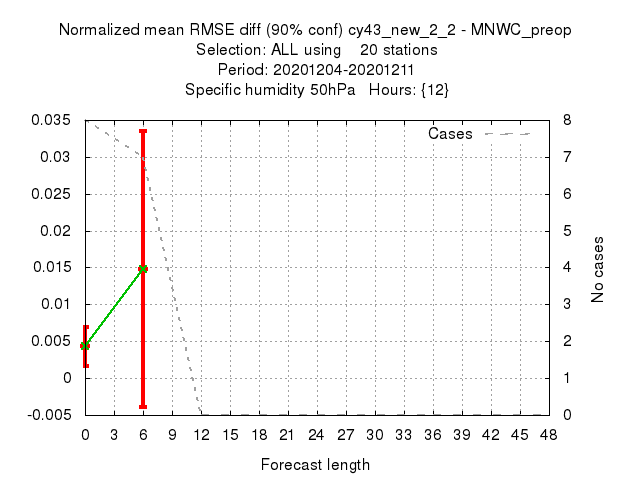 Normalized mean RMSE diff (90% conf) cy43_new_2_2 - MNWC_preop
Selection: ALL using    20 stations
Period: 20201204-20201211
Specific humidity 50hPa   Hours: {12}
Cases
0.035
0.03
0.025
0.02
0.015
0.01
0.005
0
-0.005
8
7
6
5
4
3
2
1
0
No cases
0 3 6 9 12 15 18 21 24 27 30 33 36 39 42 45 48
Forecast length